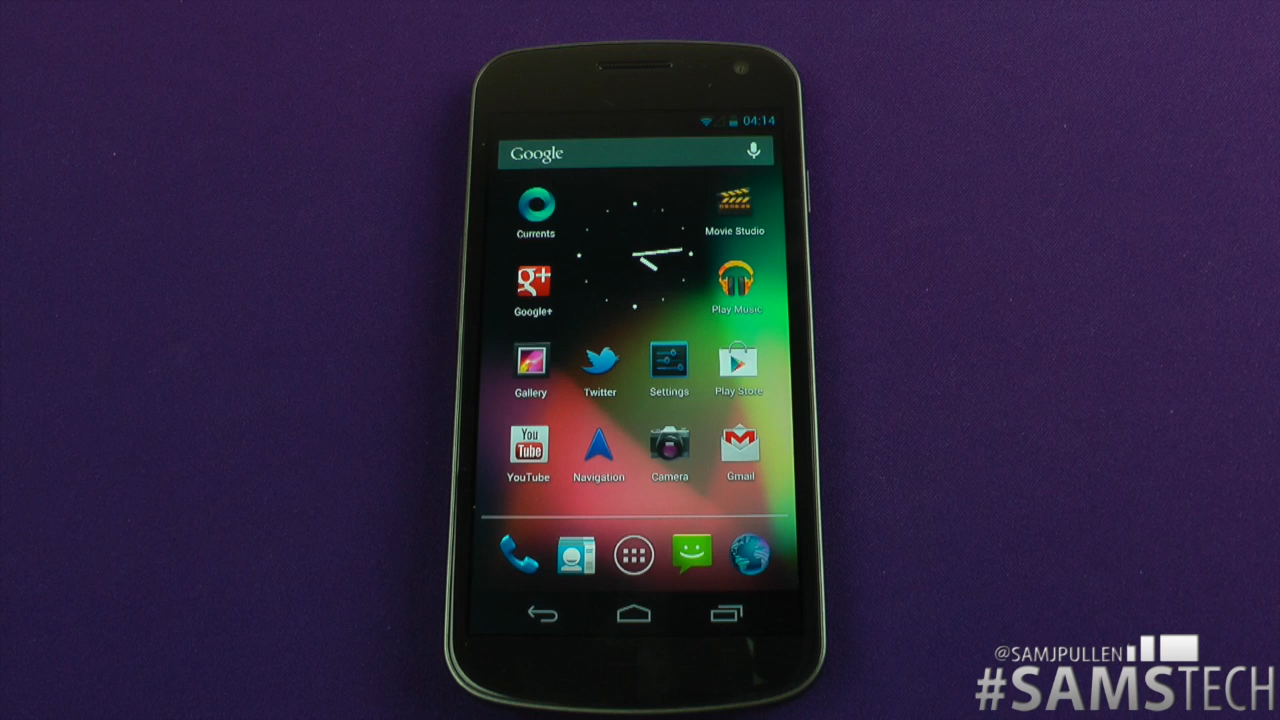 04:14
Google
Currents
Movie Studio
g+
Google+
Play Music
Gallery
Twitter
Settings
Play Store
You
Tube
YouTube
Navigation
Camera
Gmail
@SAMJPULLEN
#SAMSTECH